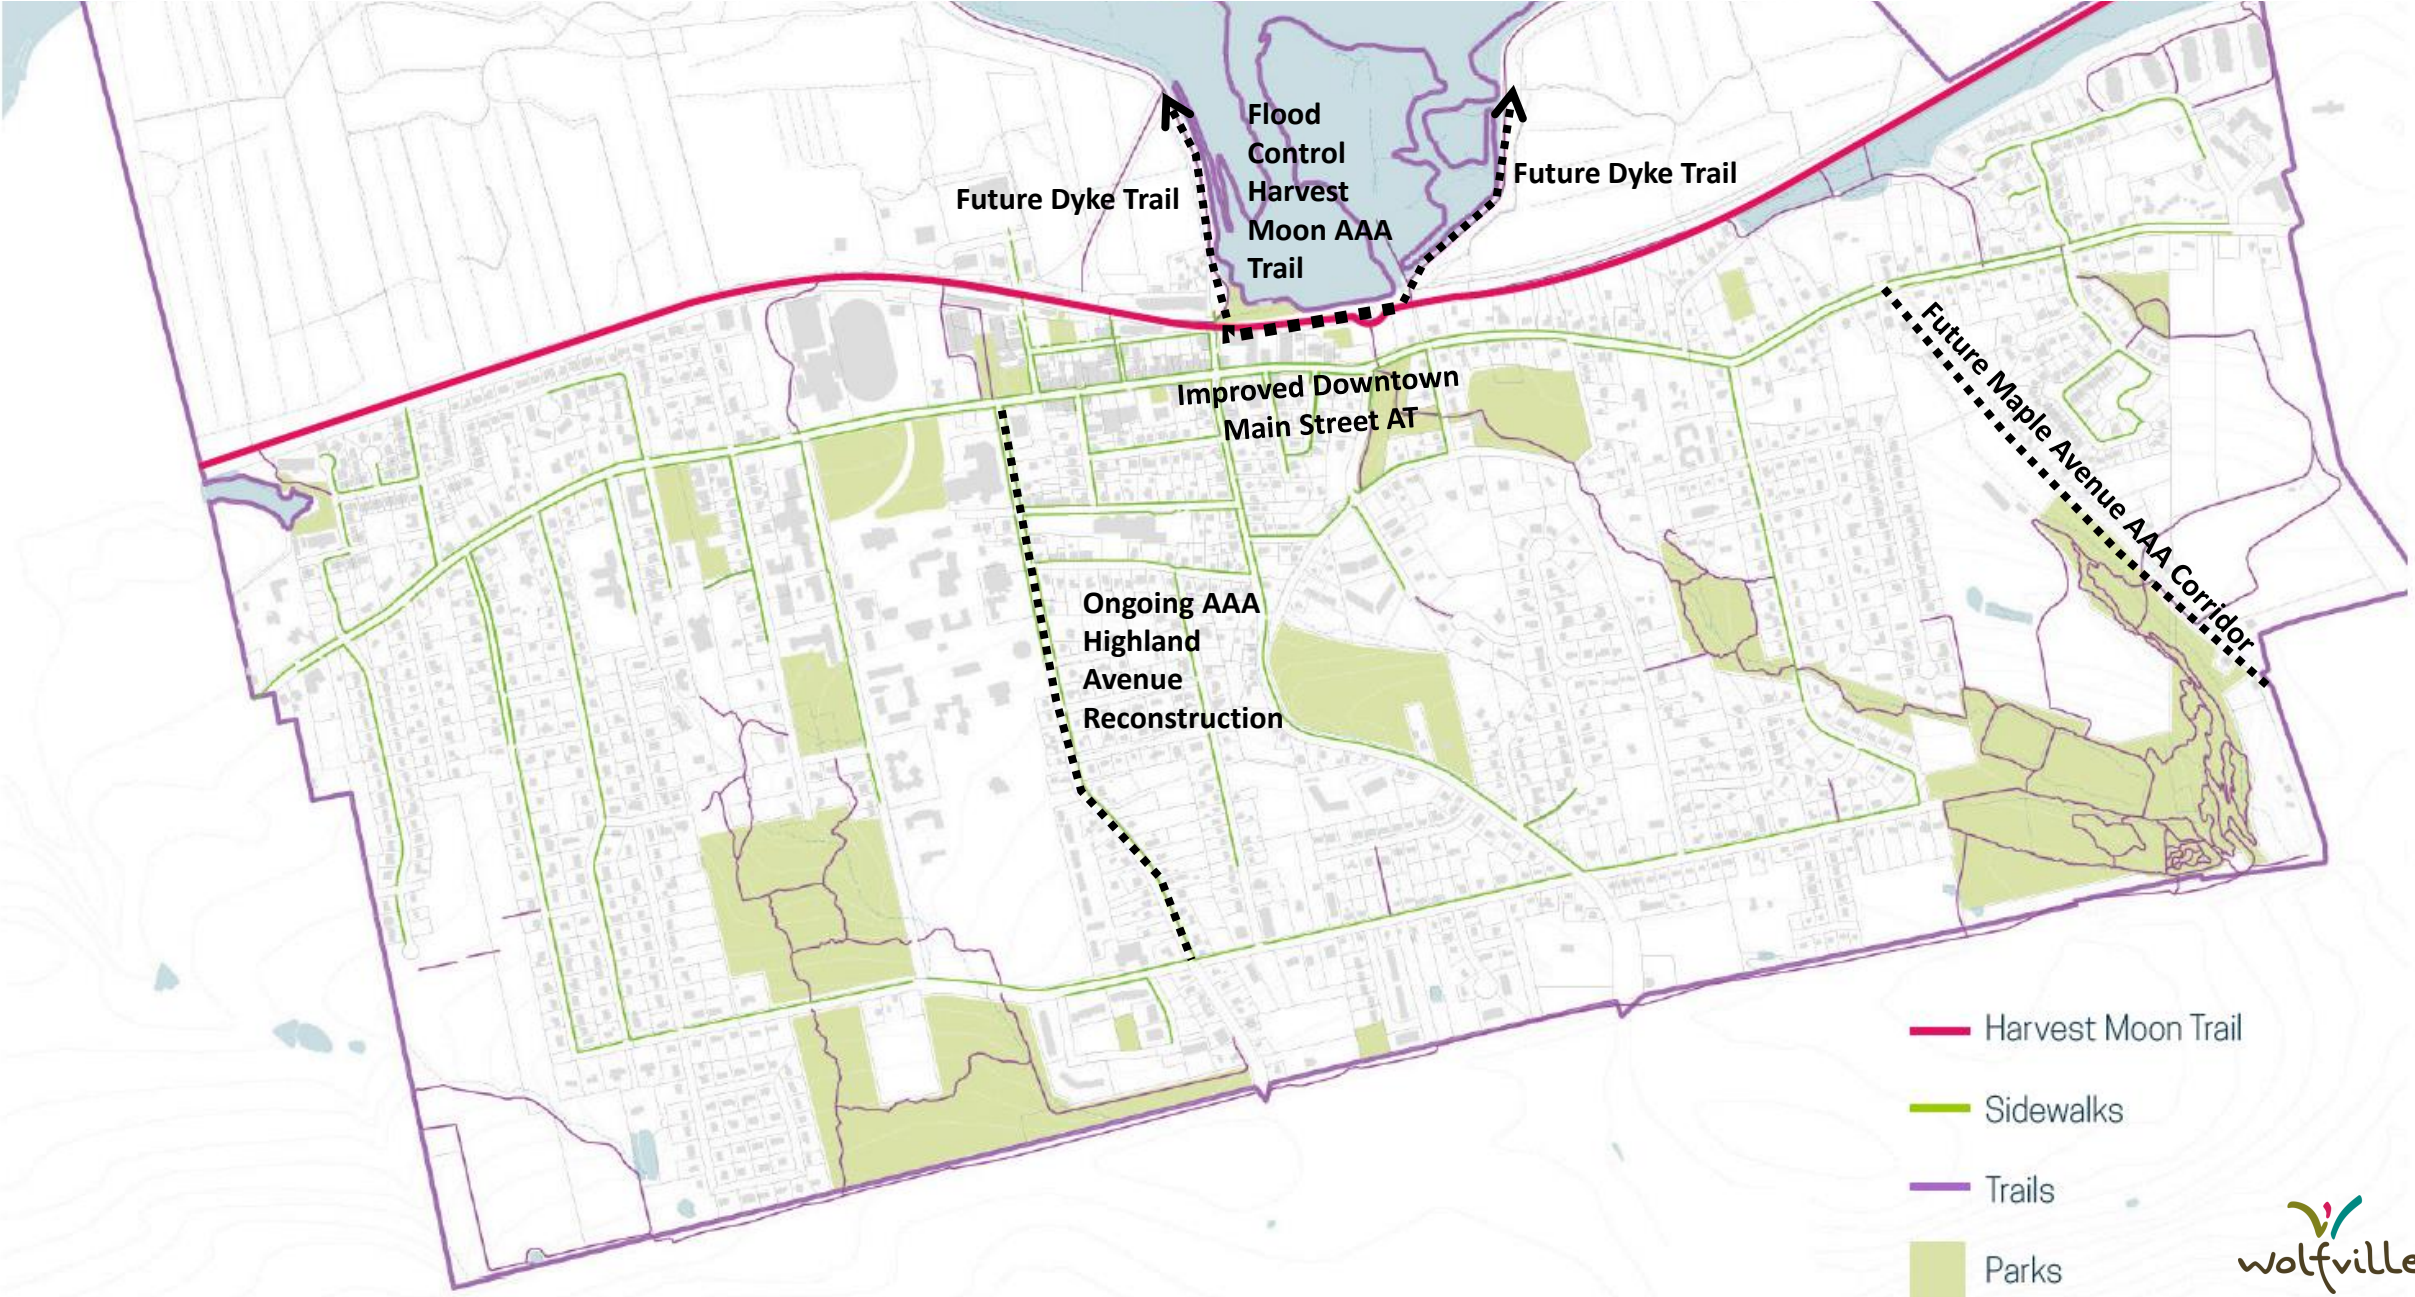 Flood
Control
Harvest
Moon AAA
Trail
Future Dyke Trail
Future Dyke Trail
Improved Downtown
Main Street AT
Future Maple Avenue AAA Corridor
Ongoing AAA
Highland
Avenue
Reconstruction
Harvest Moon Trail
Sidewalks
Trails
Parks
wolfville